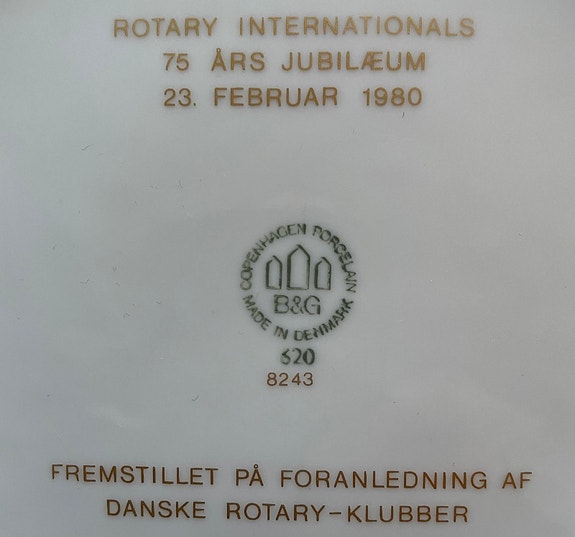 ROTARY INTERNATIONALS
75 ÅRS JUBILÆUM
23. FEBRUAR 1980
COPENHAGEN PORCELAIN
B&G
MADE IN DENMARK
620
8243
FREMSTILLET PÅ FORANLEDNING AF
DANSKE ROTARY-KLUBBER